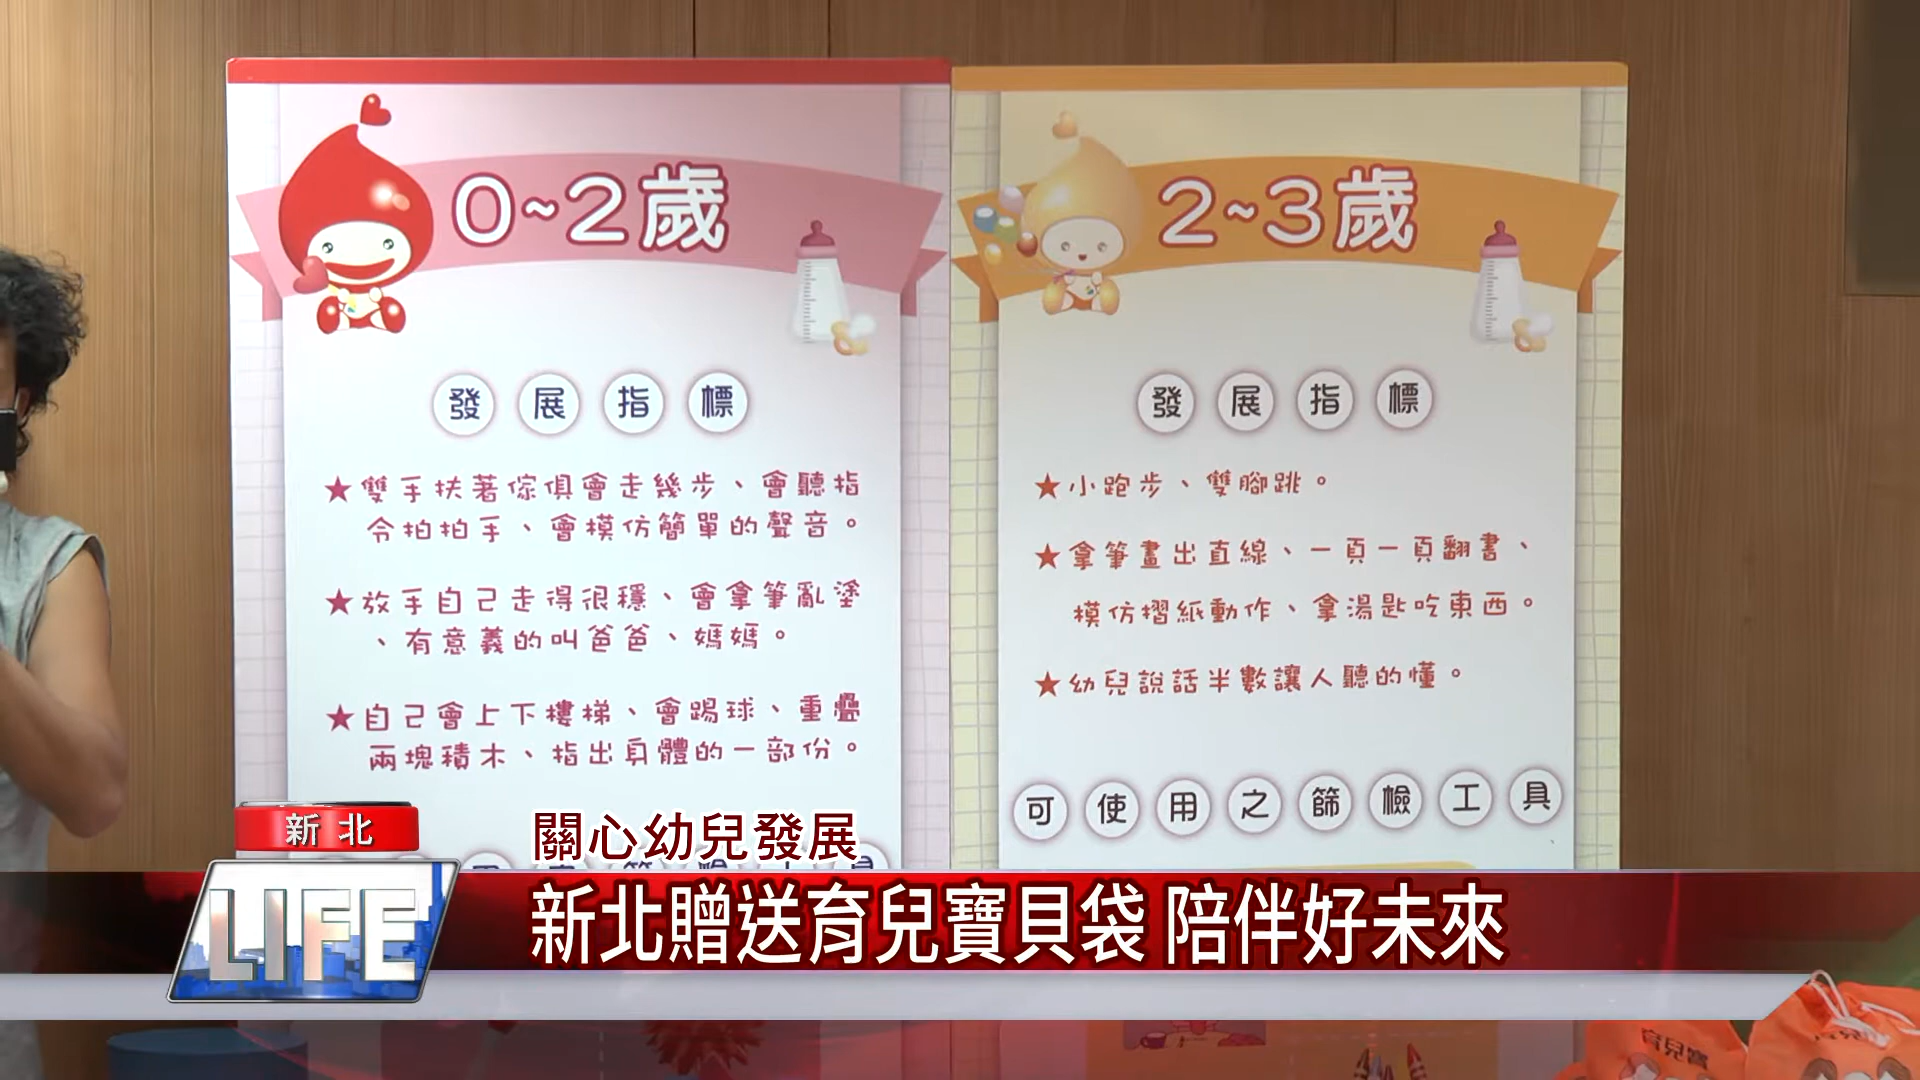 0~2歲
發展指標
★雙手扶著傢俱會走幾步、會聽指
令拍拍手、會模仿簡單的聲音。
★放手自己走得很穩、會拿筆亂塗
、有意義的叫爸爸、媽媽。
★自己會上下樓梯、會踢球、重疊
兩塊積木、指出身體的一部份。
2~3歲
發展指標
★小跑步、雙腳跳。
★拿筆畫出直線、一頁一頁翻書、
模仿摺紙動作、拿湯匙吃東西。
★幼兒說話半數讓人聽的懂。
可使用之篩檢工具
新北
LIFE
關心幼兒發展
新北贈送育兒寶貝袋 陪伴好未來
育兒寶